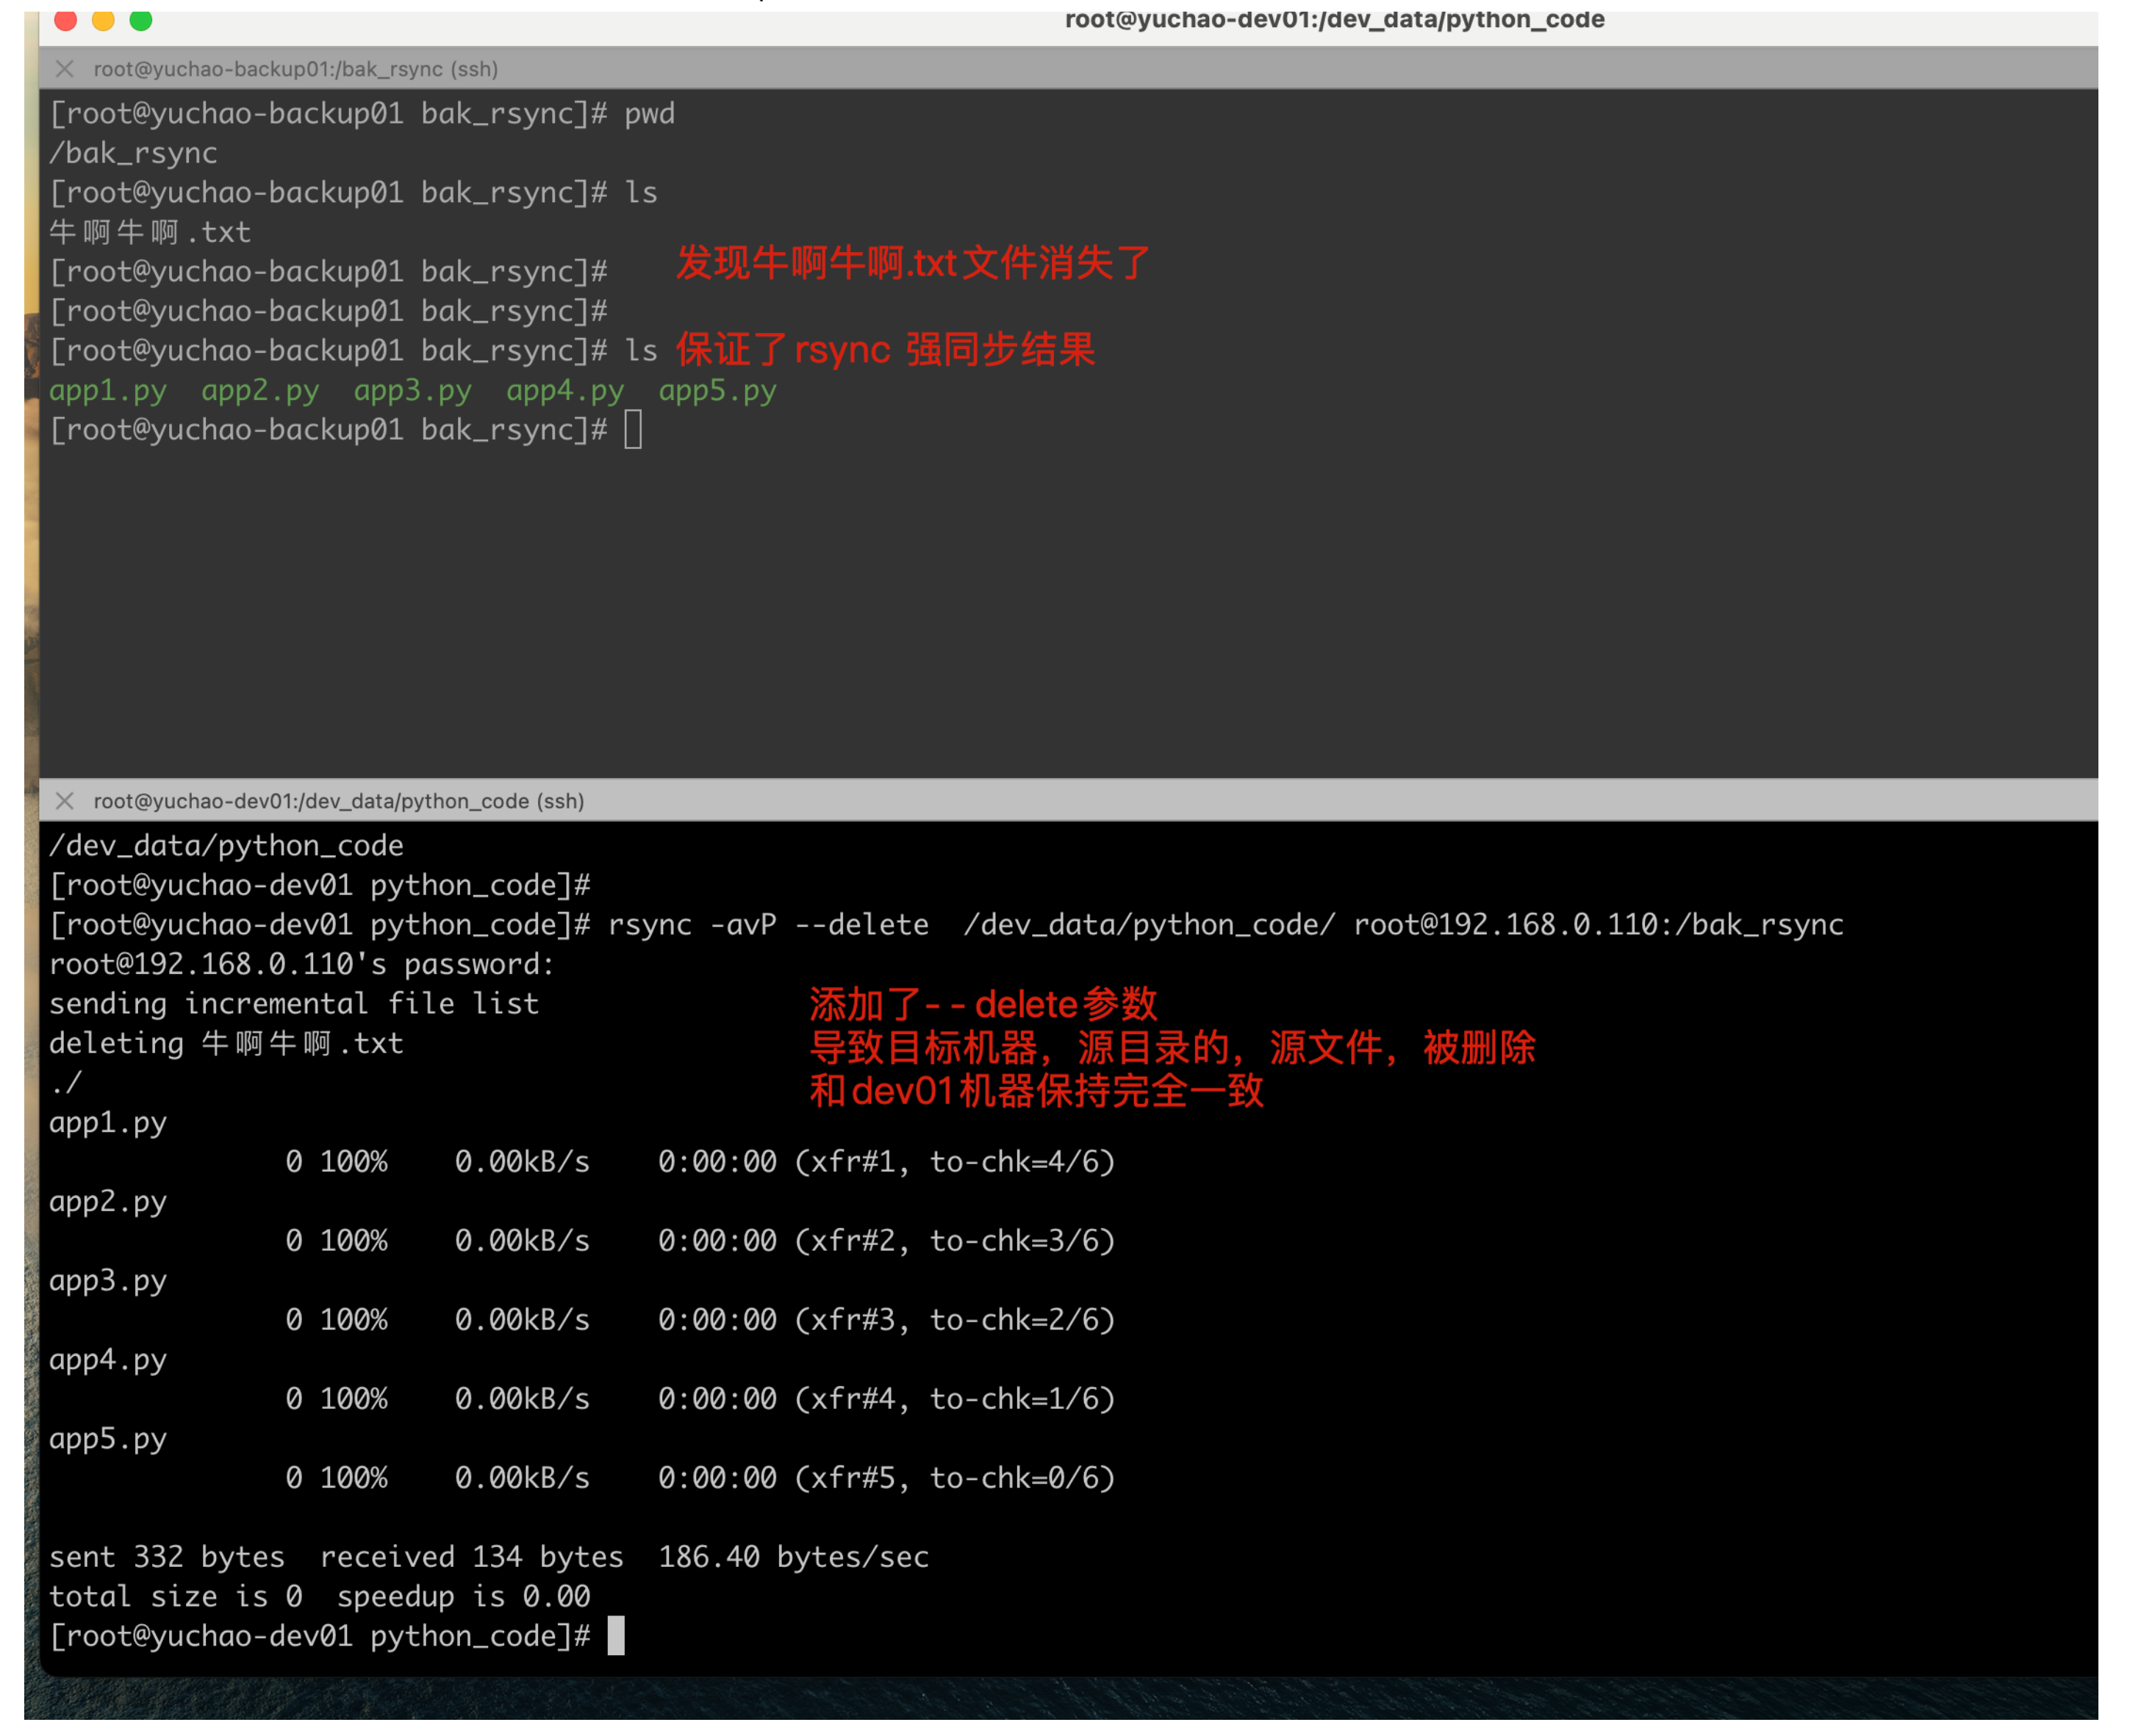 root@yuchao-dev01:/dev_data/python_code
root@yuchao-backup01:/bak_rsync (ssh)
[root@yuchao-backup01 bak_rsync]# pwd
/bak_rsync
[root@yuchao-backup01 bak_rsync]# ls
牛啊牛啊.txt
[root@yuchao-backup01 bak_rsync]# 发现牛啊牛啊.txt文件消失了
[root@yuchao-backup01 bak_rsync]#
[root@yuchao-backup01 bak_rsync]# ls 保证了rsync 强同步结果
app1.py  app2.py  app3.py  app4.py  app5.py
[root@yuchao-backup01 bak_rsync]#
root@yuchao-dev01:/dev_data/python_code (ssh)
/dev_data/python_code
[root@yuchao-dev01 python_code]#
[root@yuchao-dev01 python_code]# rsync -avP --delete  /dev_data/python_code/ root@192.168.0.110:/bak_rsync
root@192.168.0.110's password:
sending incremental file list
添加了--delete参数
deleting 牛啊牛啊.txt
导致目标机器，源目录的，源文件，被删除
./
和dev01机器保持完全一致
app1.py
0 100%    0.00kB/s    0:00:00 (xfr#1, to-chk=4/6)
app2.py
0 100%    0.00kB/s    0:00:00 (xfr#2, to-chk=3/6)
app3.py
0 100%    0.00kB/s    0:00:00 (xfr#3, to-chk=2/6)
app4.py
0 100%    0.00kB/s    0:00:00 (xfr#4, to-chk=1/6)
app5.py
0 100%    0.00kB/s    0:00:00 (xfr#5, to-chk=0/6)
sent 332 bytes  received 134 bytes  186.40 bytes/sec
total size is 0  speedup is 0.00
[root@yuchao-dev01 python_code]#